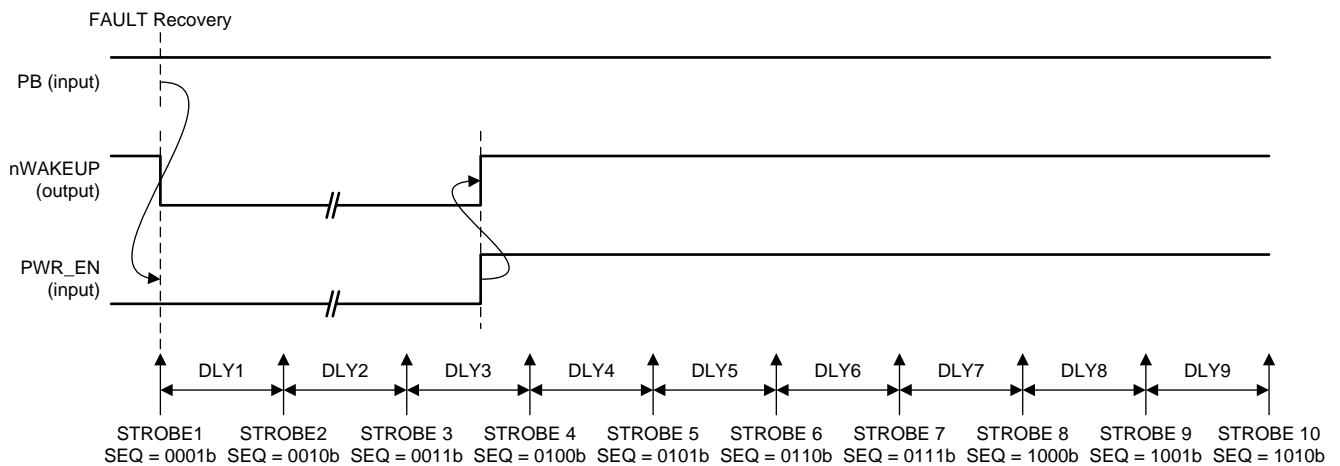 FAULT Recovery
PB (input)
nWAKEUP
(output)
PWR_EN
(input)
DLY1 DLY2 DLY3 DLY4 DLY5 DLY6 DLY7 DLY8 DLY9
STROBE1 STROBE2 STROBE 3 STROBE 4 STROBE 5 STROBE 6 STROBE 7 STROBE 8 STROBE 9 STROBE 10
SEQ = 0001b SEQ = 0010b SEQ = 0011b SEQ = 0100b SEQ = 0101b SEQ = 0110b SEQ = 0111b SEQ = 1000b SEQ = 1001b SEQ = 1010b